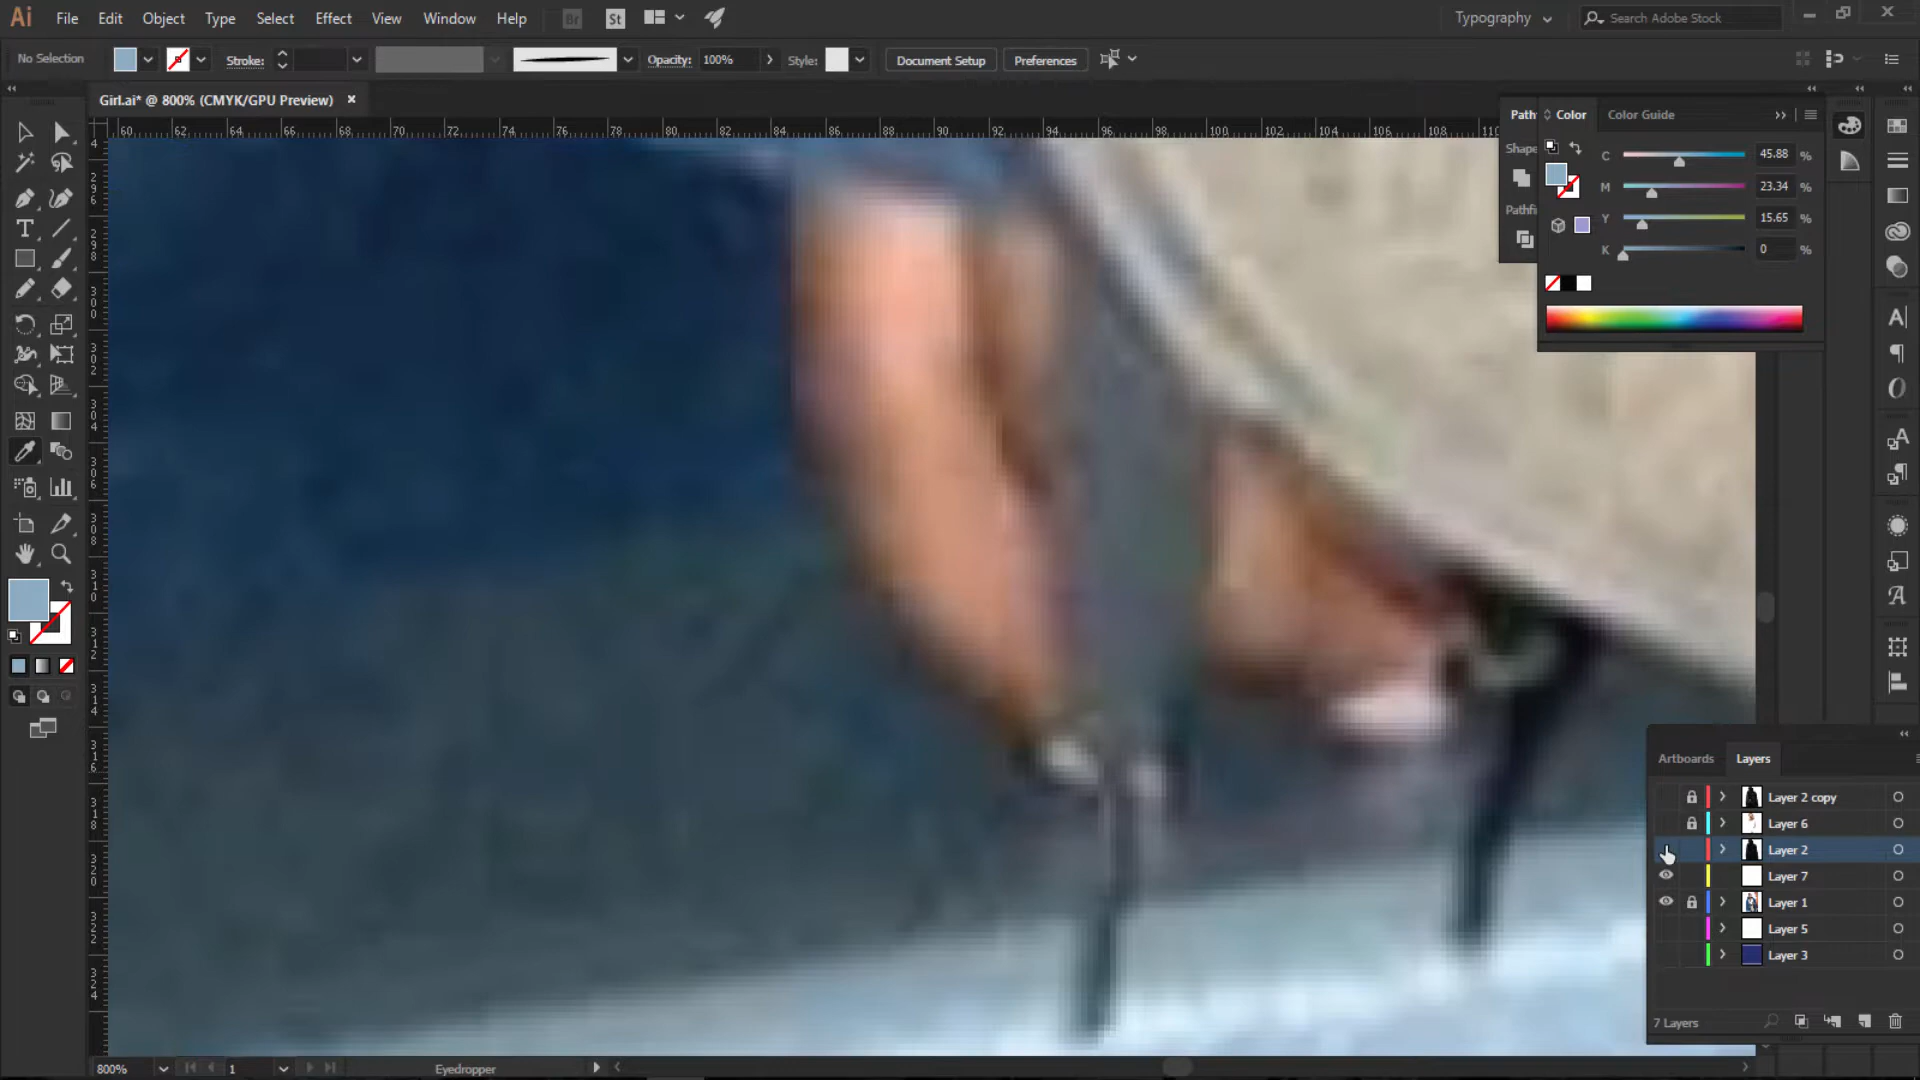 Ai File Edit Object Type Select Effect View Window Help Br St Typography Search Adobe Stock
No Selection Stroke: Opacity: 100% Style: Document Setup Preferences
Girl.ai* @ 800% (CMYK/GPU Preview)
60 62 64 66 68 70 72 74 76 78 80 82 84 86 88 90 92 94 96 98 100 102 104 106 108 110
Pathf Color Color Guide
Shape
C 45.88 %
M 23.34 %
Pathfi
Y 15.65 %
K 0 %
Artboards Layers
Layer 2 copy
Layer 6
Layer 2
Layer 7
Layer 1
Layer 5
Layer 3
7 Layers
800% 1 Eyedropper